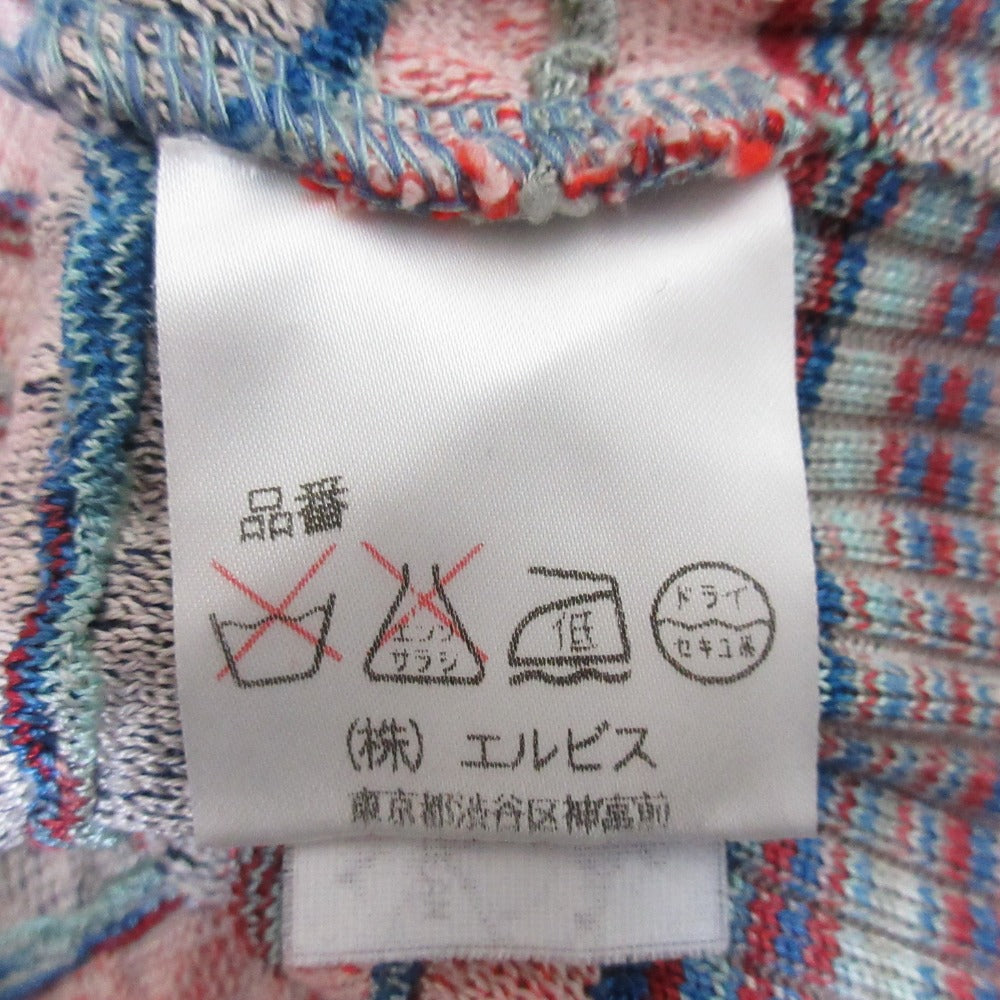 品番
エンソ
サラシ
低
ドライ
セキユ系
(株) エルビス
東京都渋谷区神宮前